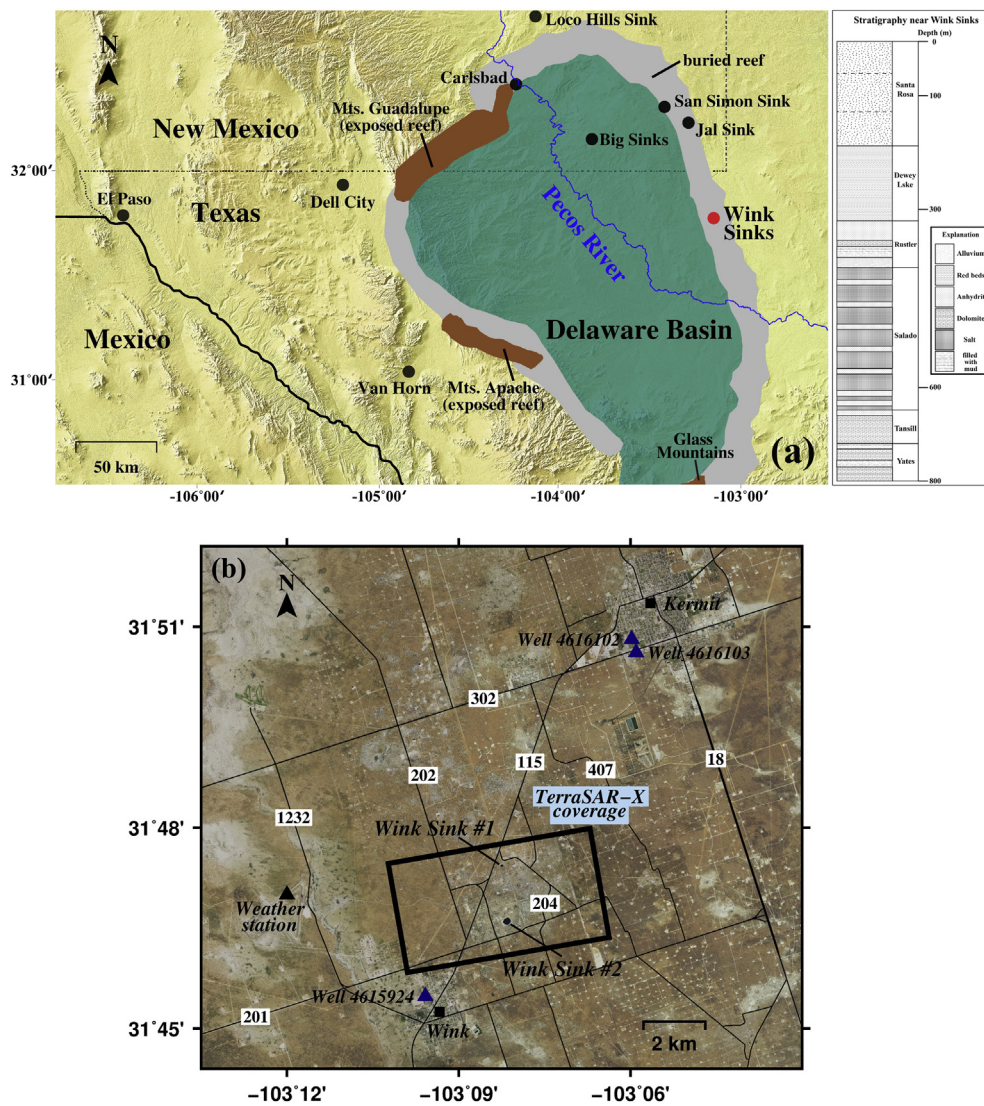 Loco Hills Sink
N
Carlsbad
buried reef
Mts. Guadalupe
(exposed reef)
San Simon Sink
New Mexico
Jal Sink
Big Sinks
32°00'
El Paso
Texas
Dell City
Pecos River
Wink
Sinks
Mexico
Delaware Basin
31°00'
Van Horn
Mts. Apache
(exposed reef)
Glass
Mountains
50 km
(a)
-106°00'
-105°00'
-104°00'
-103°00'
Stratigraphy near Wink Sinks
Depth (m)
0
Santa
Rosa
100
Dewey
Lske
300
Rustler
Salado
600
Tansill
Yates
800
Explanation
Alluvium
Red beds
Anhydrit
Dolomite
Salt
filled
with
mud
(b)
N
31°51'
Kermit
Well 4616102
Well 4616103
302
18
115
407
202
TerraSAR-X
coverage
31°48'
1232
Wink Sink #1
204
Weather
station
Wink Sink #2
Well 4615924
201
31°45'
Wink
2 km
−103°12'
−103°09'
−103°06'